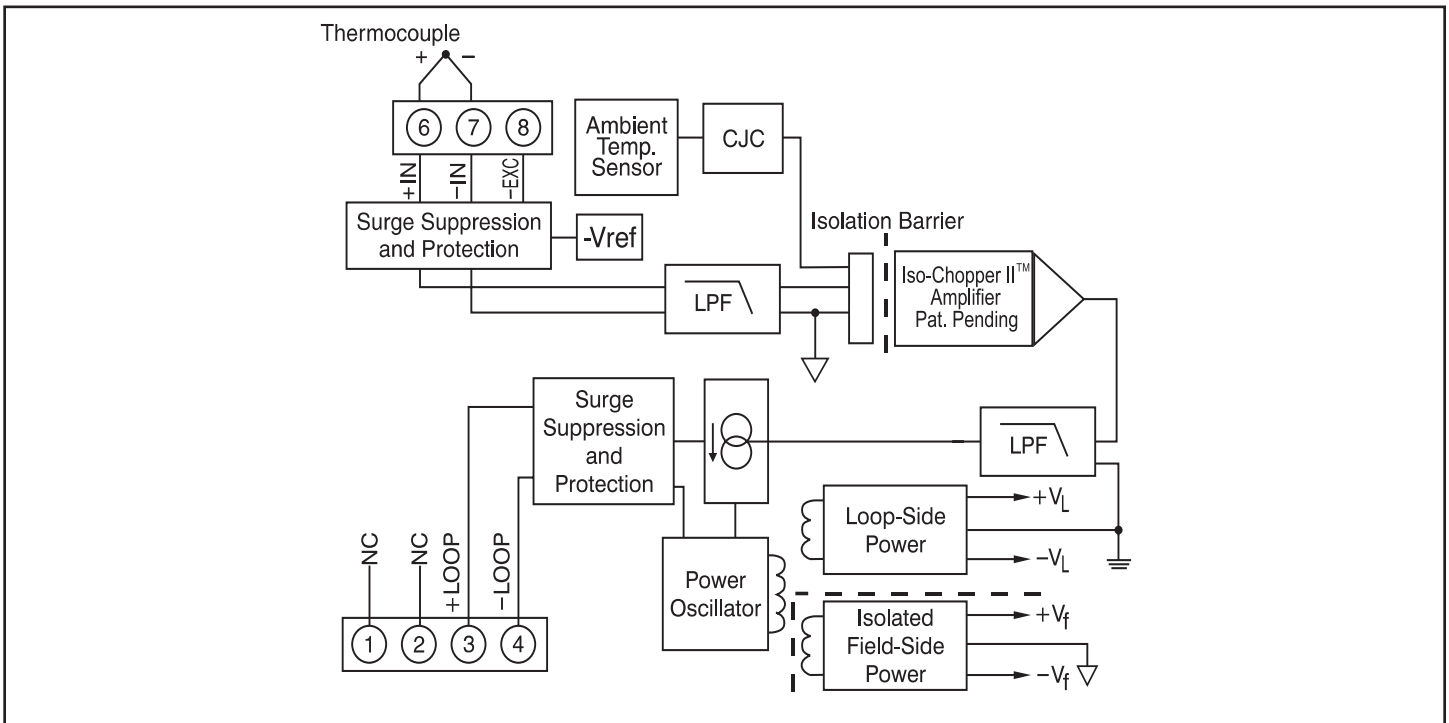 Thermocouple
+ −
6 7 8
+IN
−IN
−EXC
Surge Suppression
and Protection
-Vref
Ambient
Temp.
Sensor
CJC
Isolation Barrier
LPF
Iso-Chopper II™
Amplifier
Pat. Pending
Surge
Suppression
and
Protection
LPF
Loop-Side
Power
+VL
−VL
Power
Oscillator
Isolated
Field-Side
Power
+Vf
−Vf
NC
NC
+LOOP
−LOOP
1 2 3 4